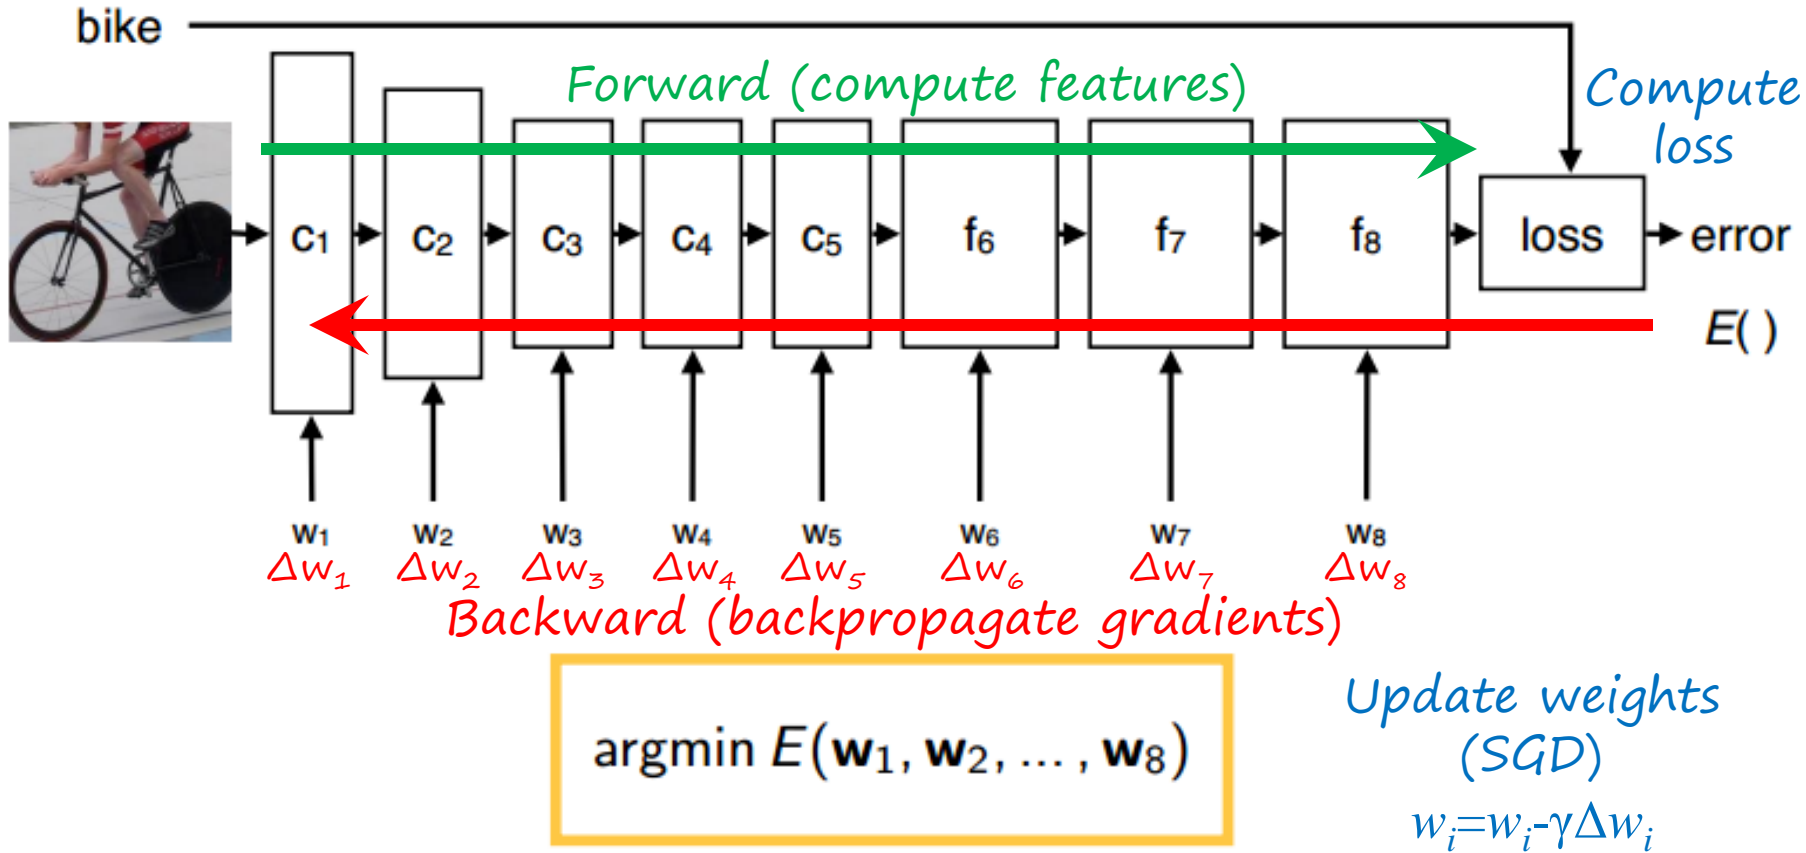 bike
Forward (compute features)
Compute
loss
c₁ c₂ c₃ c₄ c₅ f₆ f₇ f₈ loss error
E( )
w₁ w₂ w₃ w₄ w₅ w₆ w₇ w₈
Δw₁ Δw₂ Δw₃ Δw₄ Δw₅ Δw₆ Δw₇ Δw₈
Backward (backpropagate gradients)
argmin E(w₁, w₂, ... , w₈)
Update weights
(SGD)
wᵢ=wᵢ-γΔwᵢ